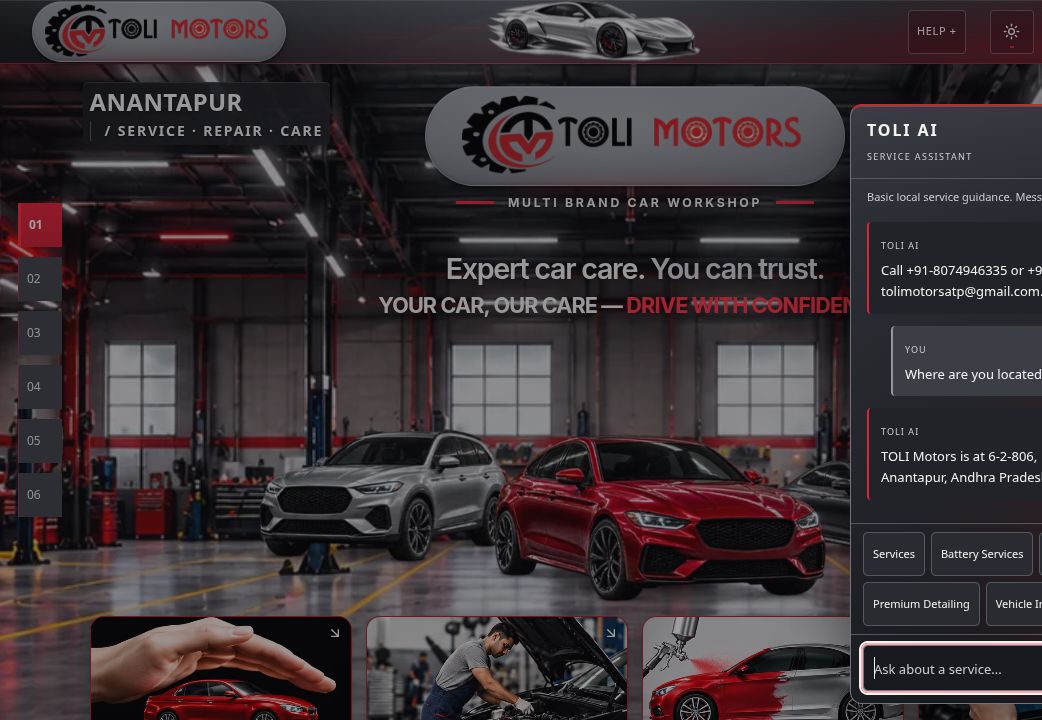 TOLI MOTORS
HELP +
ANANTAPUR
/ SERVICE · REPAIR · CARE
TOLI MOTORS
MULTI BRAND CAR WORKSHOP
Expert car care. You can trust.
YOUR CAR, OUR CARE — DRIVE WITH CONFIDEN
01
02
03
04
05
06
TOLI AI
SERVICE ASSISTANT
Basic local service guidance. Mess
TOLI AI
Call +91-8074946335 or +9
tolimotorsatp@gmail.com.
YOU
Where are you located
TOLI AI
TOLI Motors is at 6-2-806,
Anantapur, Andhra Prades
Services
Battery Services
Premium Detailing
Vehicle In
Ask about a service...